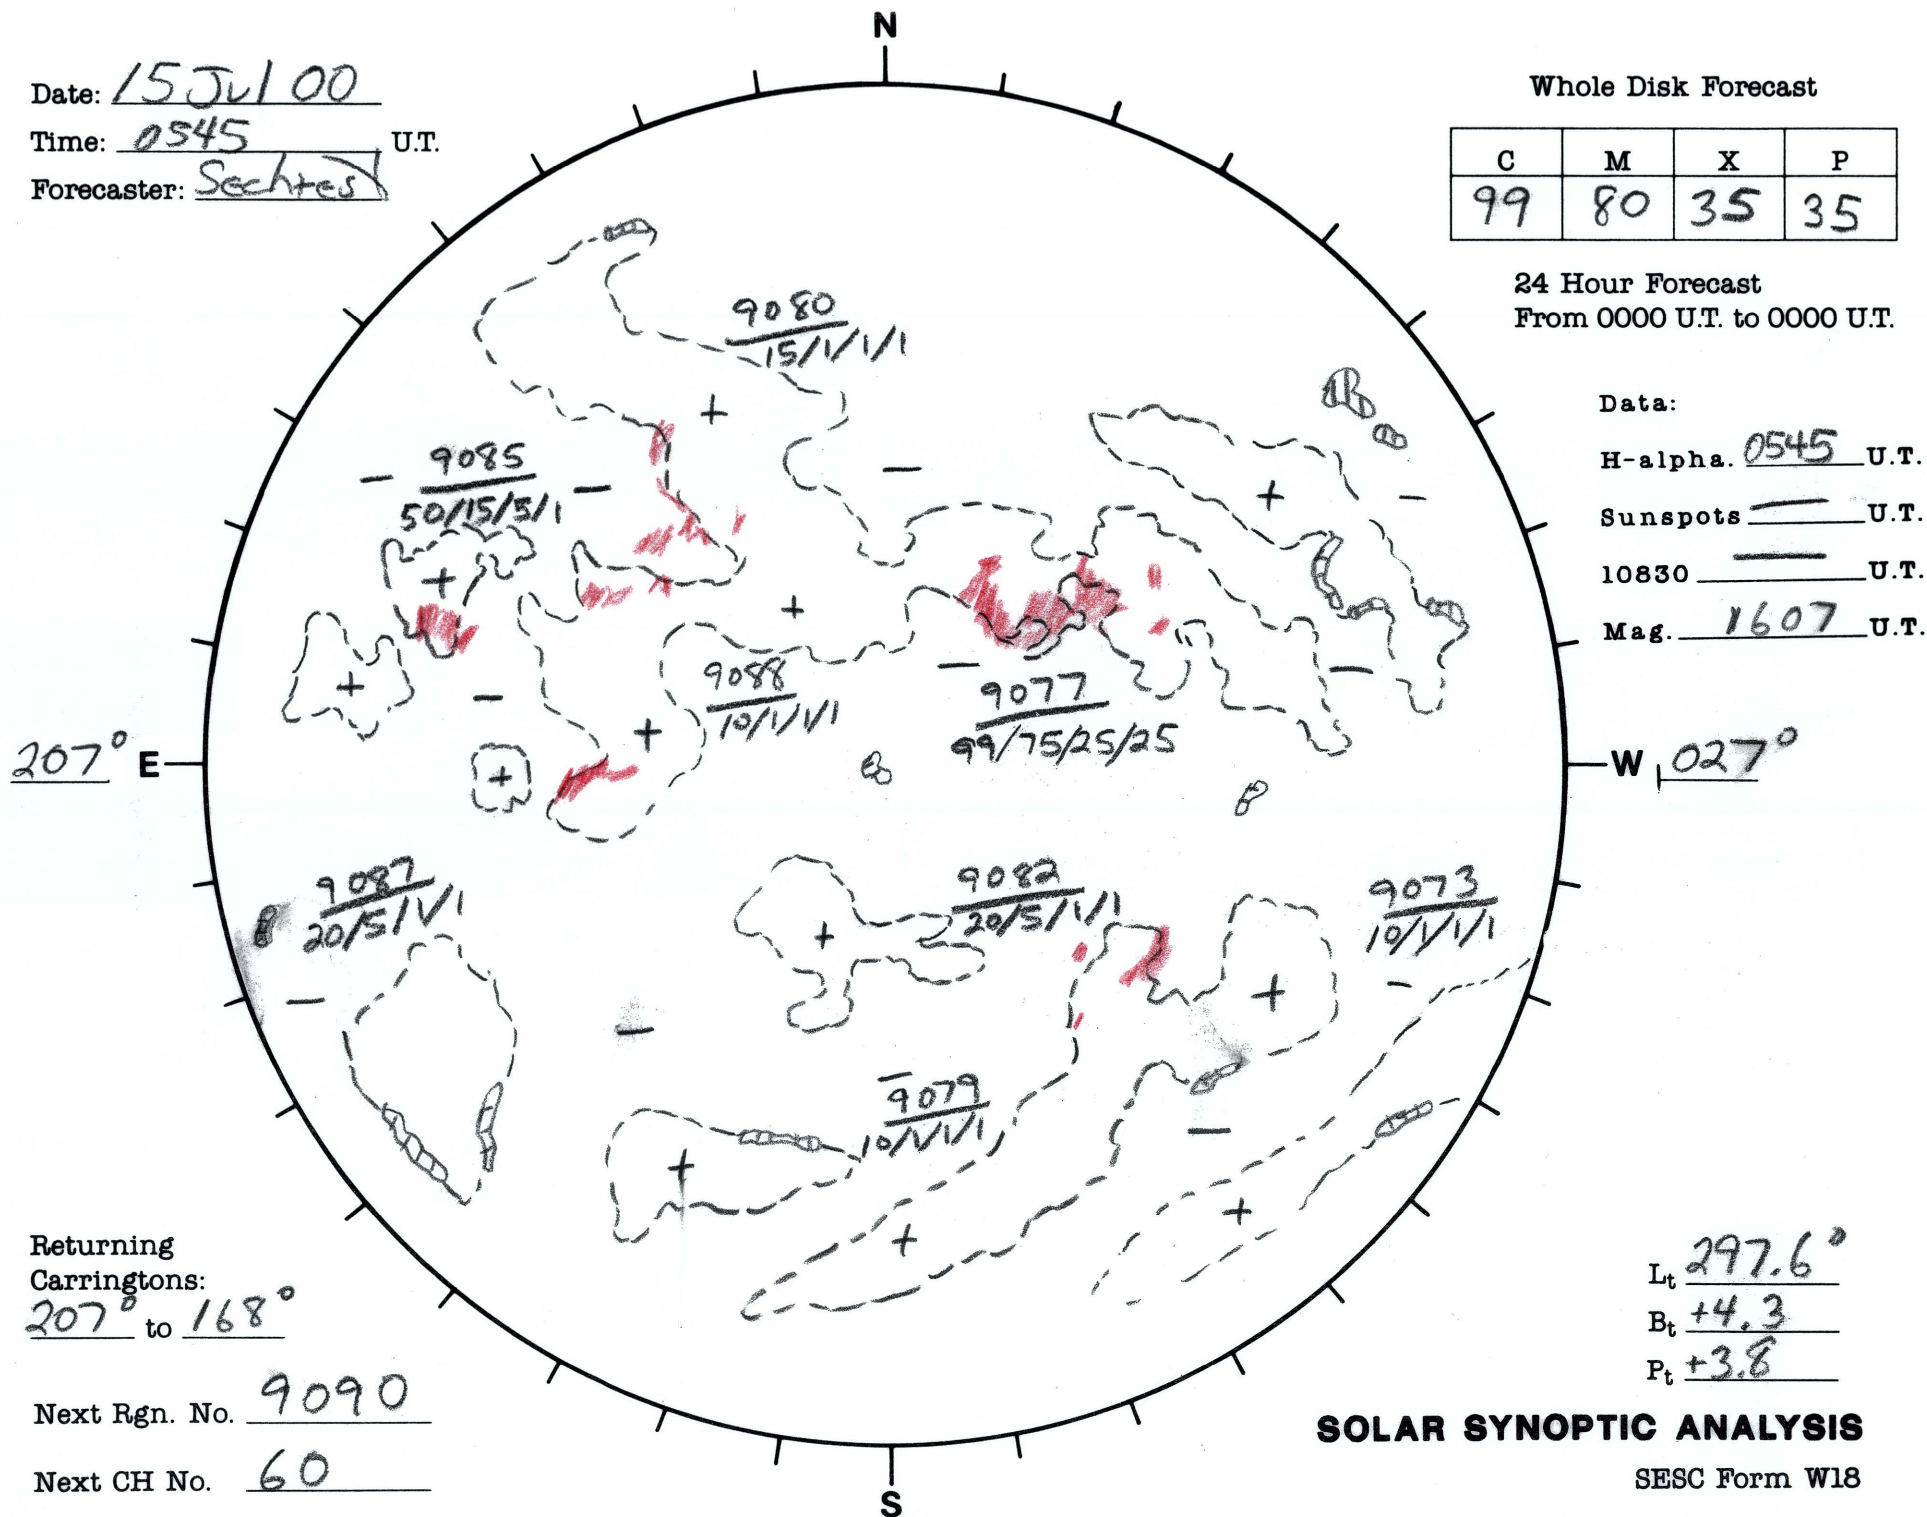 N
Date: 15 Jul 00
Time: 0545 U.T.
Forecaster:
Whole Disk Forecast
C M X P
99 80 35 35
24 Hour Forecast
From 0000 U.T. to 0000 U.T.
Data:
H-alpha. 0545 U.T.
Sunspots — U.T.
10830 — U.T.
Mag. 1607 U.T.
9080
15/1/1/1
+
9085
50/15/5/1
9088
10/1/1/1
9077
99/75/25/25
207° E
W 027°
9087
20/5/1/1
9082
20/5/1/1
9073
10/1/1/1
9079
10/1/1/1
Returning
Carringtons:
207° to 168°
Next Rgn. No. 9090
Next CH No. 60
S
Lt 297.6°
Bt +4.3
Pt +3.8
SOLAR SYNOPTIC ANALYSIS
SESC Form W18